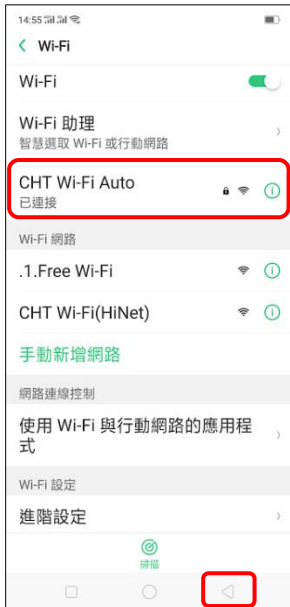 14:55
Wi-Fi
Wi-Fi
Wi-Fi 助理
智慧選取 Wi-Fi 或行動網路
CHT Wi-Fi Auto
已連接
Wi-Fi 網路
.1.Free Wi-Fi
CHT Wi-Fi(HiNet)
手動新增網路
網路連線控制
使用 Wi-Fi 與行動網路的應用程
式
Wi-Fi 設定
進階設定
掃描